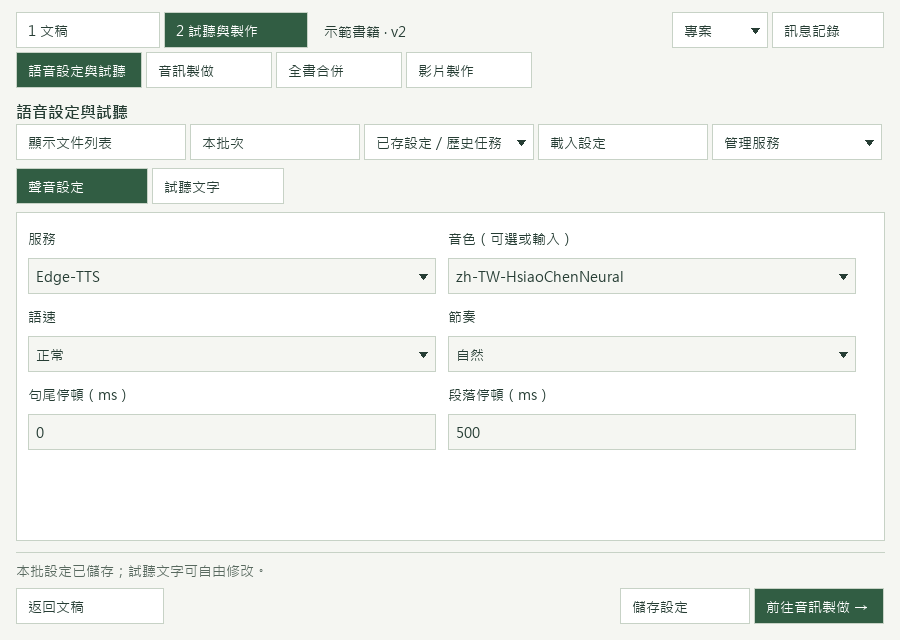 1 文稿 2 試聽與製作 示範書籍 · v2 專案 訊息記錄
語音設定與試聽 音訊製做 全書合併 影片製作
語音設定與試聽
顯示文件列表 本批次 已存設定 / 歷史任務 載入設定 管理服務
聲音設定 試聽文字
服務 音色（可選或輸入）
Edge-TTS zh-TW-HsiaoChenNeural
語速 節奏
正常 自然
句尾停頓（ms） 段落停頓（ms）
0 500
本批設定已儲存；試聽文字可自由修改。
返回文稿 儲存設定 前往音訊製做 →